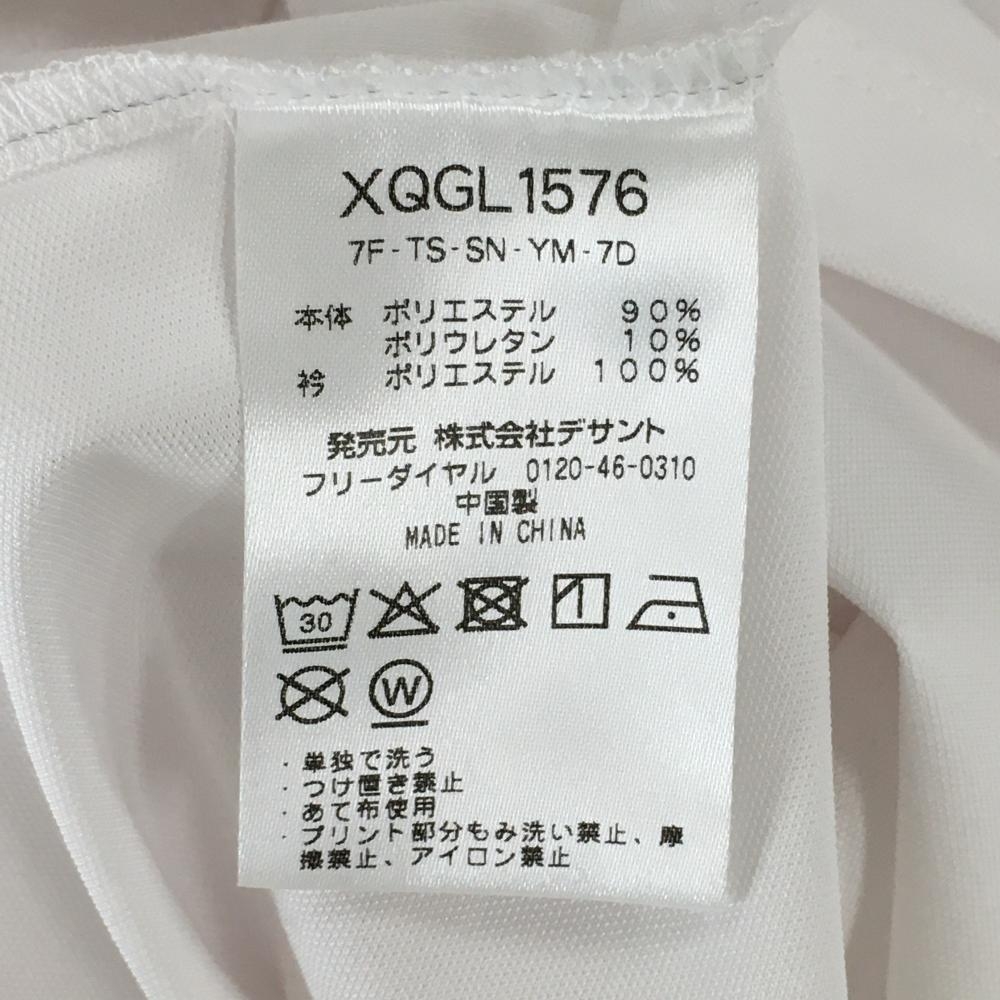 XQGL1576
7F-TS-SN-YM-7D
本体 ポリエステル 90%
ポリウレタン 10%
衿 ポリエステル 100%
発売元 株式会社デサント
フリーダイヤル 0120-46-0310
中国製
MADE IN CHINA
30
W
・単独で洗う
・つけ置き禁止
・あて布使用
・プリント部分もみ洗い禁止、摩
擦禁止、アイロン禁止